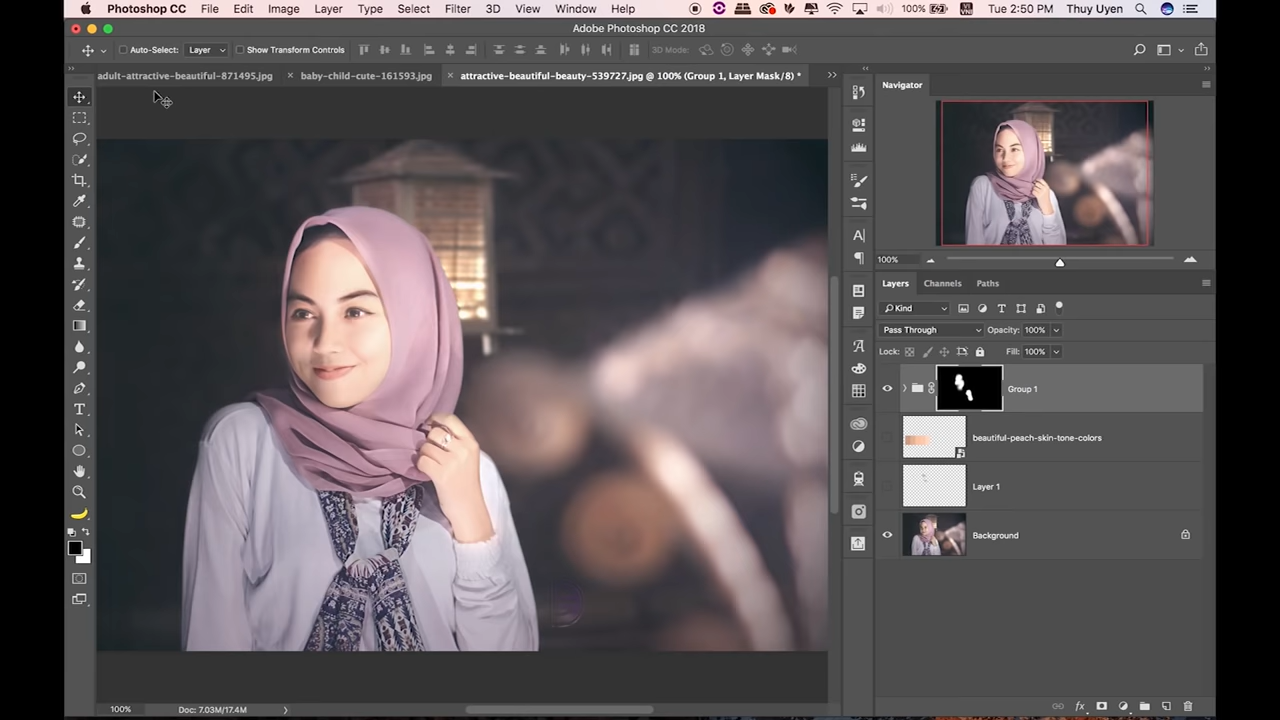 Photoshop CC File Edit Image Layer Type Select Filter 3D View Window Help 100% Tue 2:50 PM Thuy Uyen
Adobe Photoshop CC 2018
Auto-Select: Layer Show Transform Controls 3D Mode:
adult-attractive-beautiful-871495.jpg baby-child-cute-161593.jpg attractive-beautiful-beauty-539727.jpg @ 100% (Group 1, Layer Mask/8) *
Navigator
100%
Layers Channels Paths
Kind
Pass Through Opacity: 100%
Lock: Fill: 100%
Group 1
beautiful-peach-skin-tone-colors
Layer 1
Background
100% Doc: 7.03M/17.4M